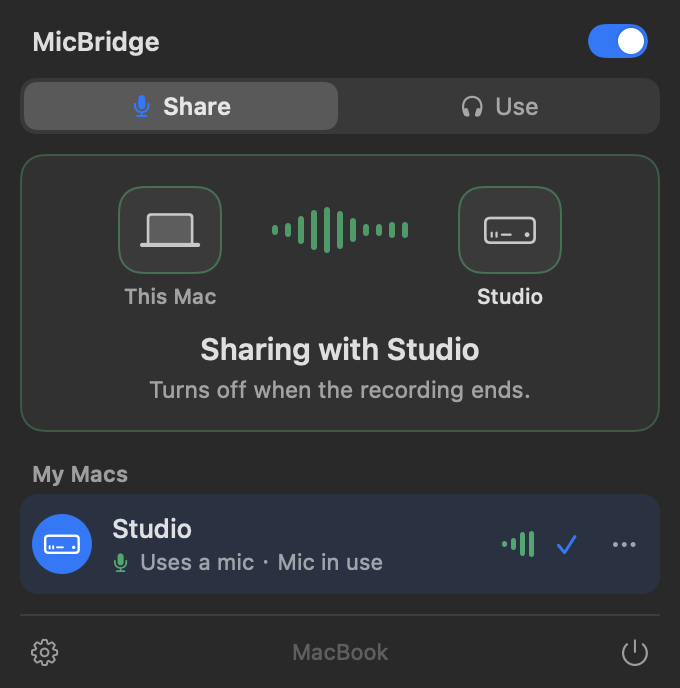 MicBridge
Share
Use
This Mac
Studio
Sharing with Studio
Turns off when the recording ends.
My Macs
Studio
Uses a mic · Mic in use
MacBook